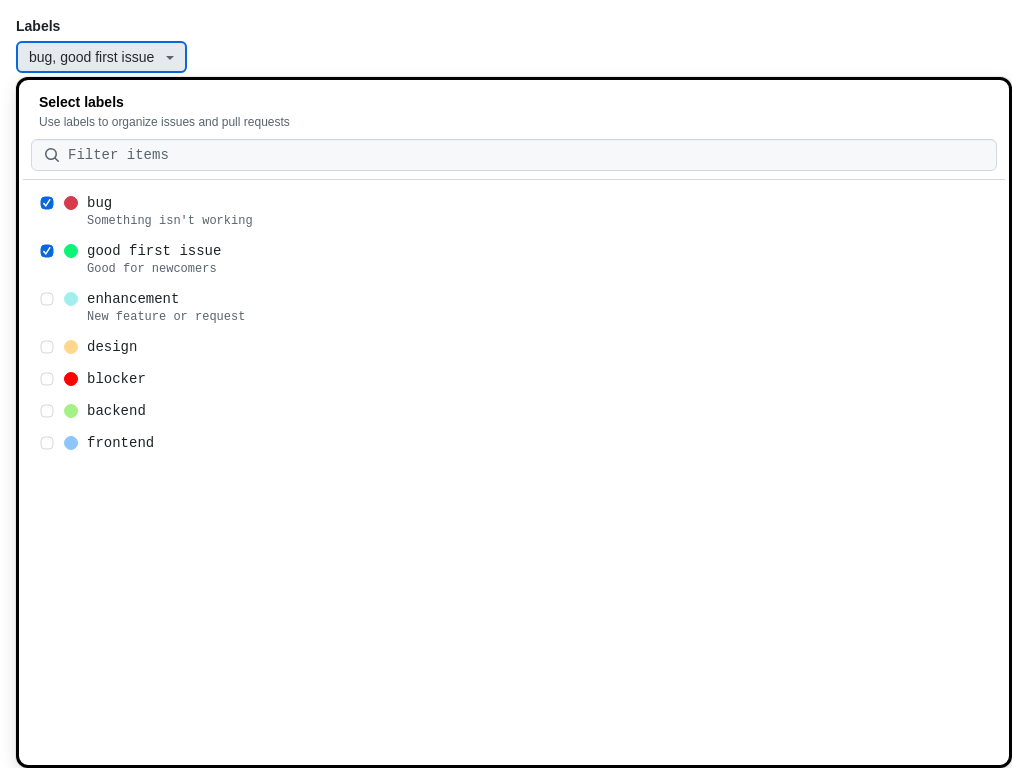 Labels
bug, good first issue
Select labels
Use labels to organize issues and pull requests
Filter items
bug
Something isn't working
good first issue
Good for newcomers
enhancement
New feature or request
design
blocker
backend
frontend